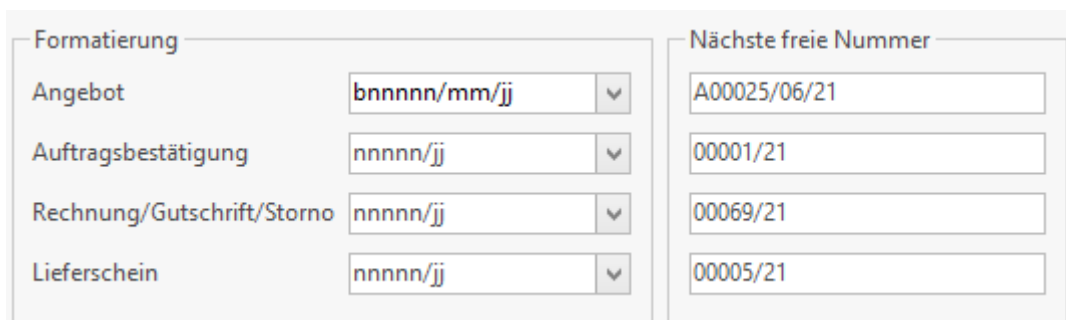 Formatierung Nächste freie Nummer
Angebot bnnnnn/mm/jj A00025/06/21
Auftragsbestätigung nnnnn/jj 00001/21
Rechnung/Gutschrift/Storno nnnnn/jj 00069/21
Lieferschein nnnnn/jj 00005/21